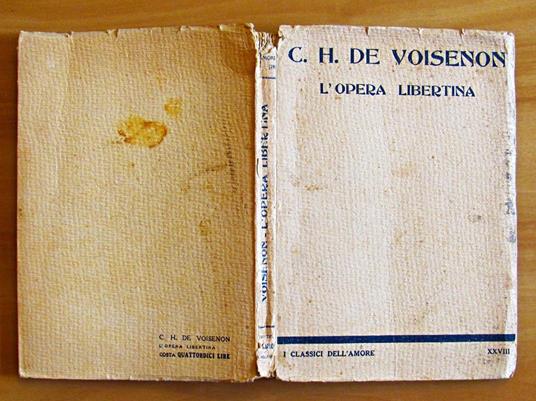 C. H. DE VOISENON
L'OPERA LIBERTINA
I CLASSICI DELL'AMORE
XXVIII
VOISENON - L'OPERA LIBERTINA
C. H. DE VOISENON
L'OPERA LIBERTINA
COSTA QUATTORDICI LIRE